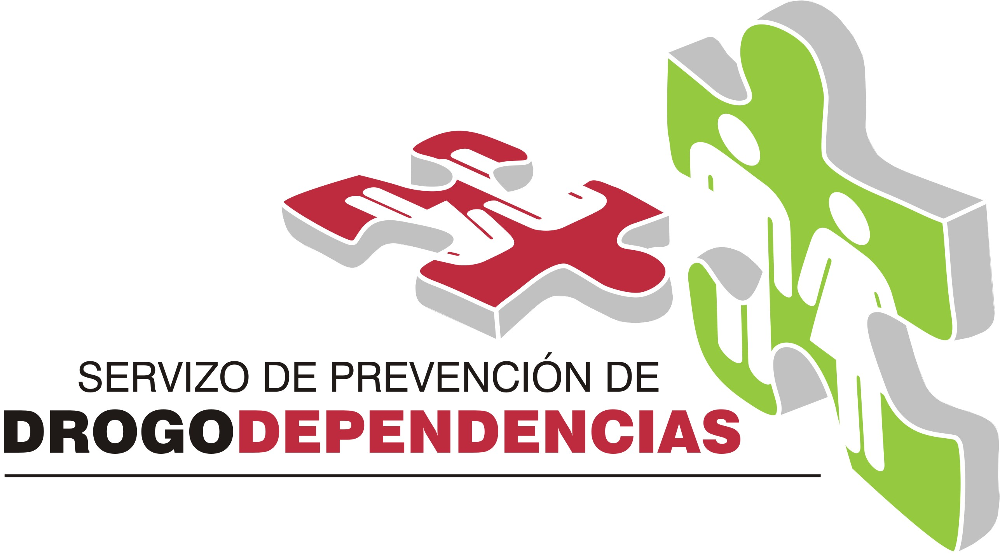 SERVIZO DE PREVENCIÓN DE
DROGODEPENDENCIAS